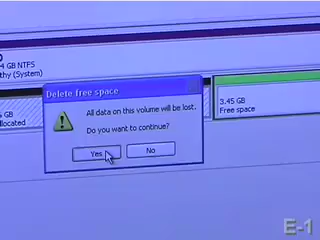 4 GB NTFS
thy (System)
Delete free space
All data on this volume will be lost.
Do you want to continue?
Yes
No
GB
llocated
3.45 GB
Free space
E-1